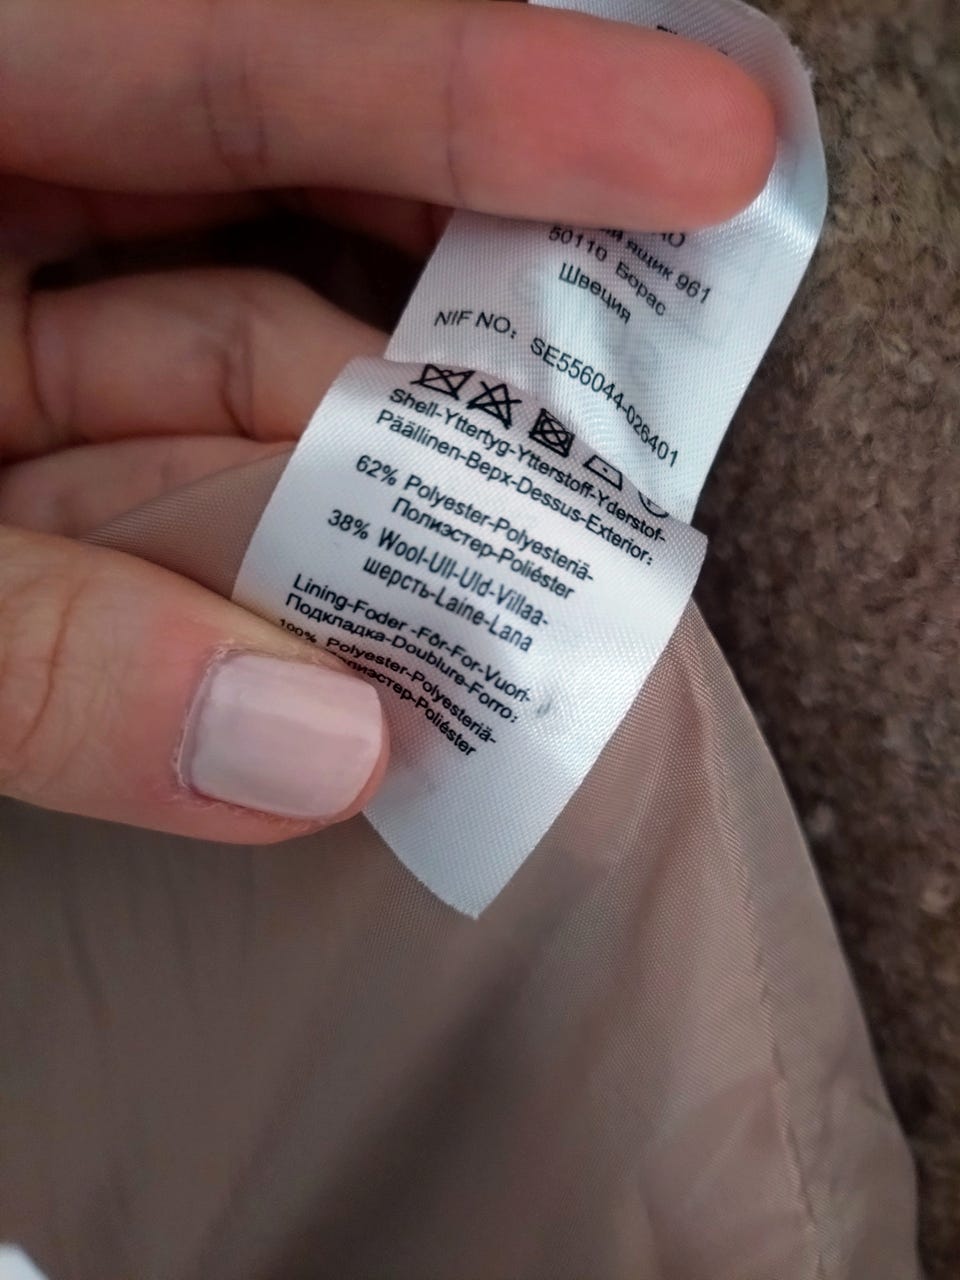 ящик 961
50110 Борас
Швеция
NIF NO: SE556044-026401
Shell-Yttertyg-Ytterstoff-Yderstof-
Päällinen-Верх-Dessus-Exterior:
62% Polyester-Polyesteriä-
Полиэстер-Poliéster
38% Wool-Ull-Uld-Villaa-
шерсть-Laine-Lana
Lining-Foder -Fôr-For-Vuori-
Подкладка-Doublure-Forro:
100% Polyester-Polyesteriä-
Полиэстер-Poliéster